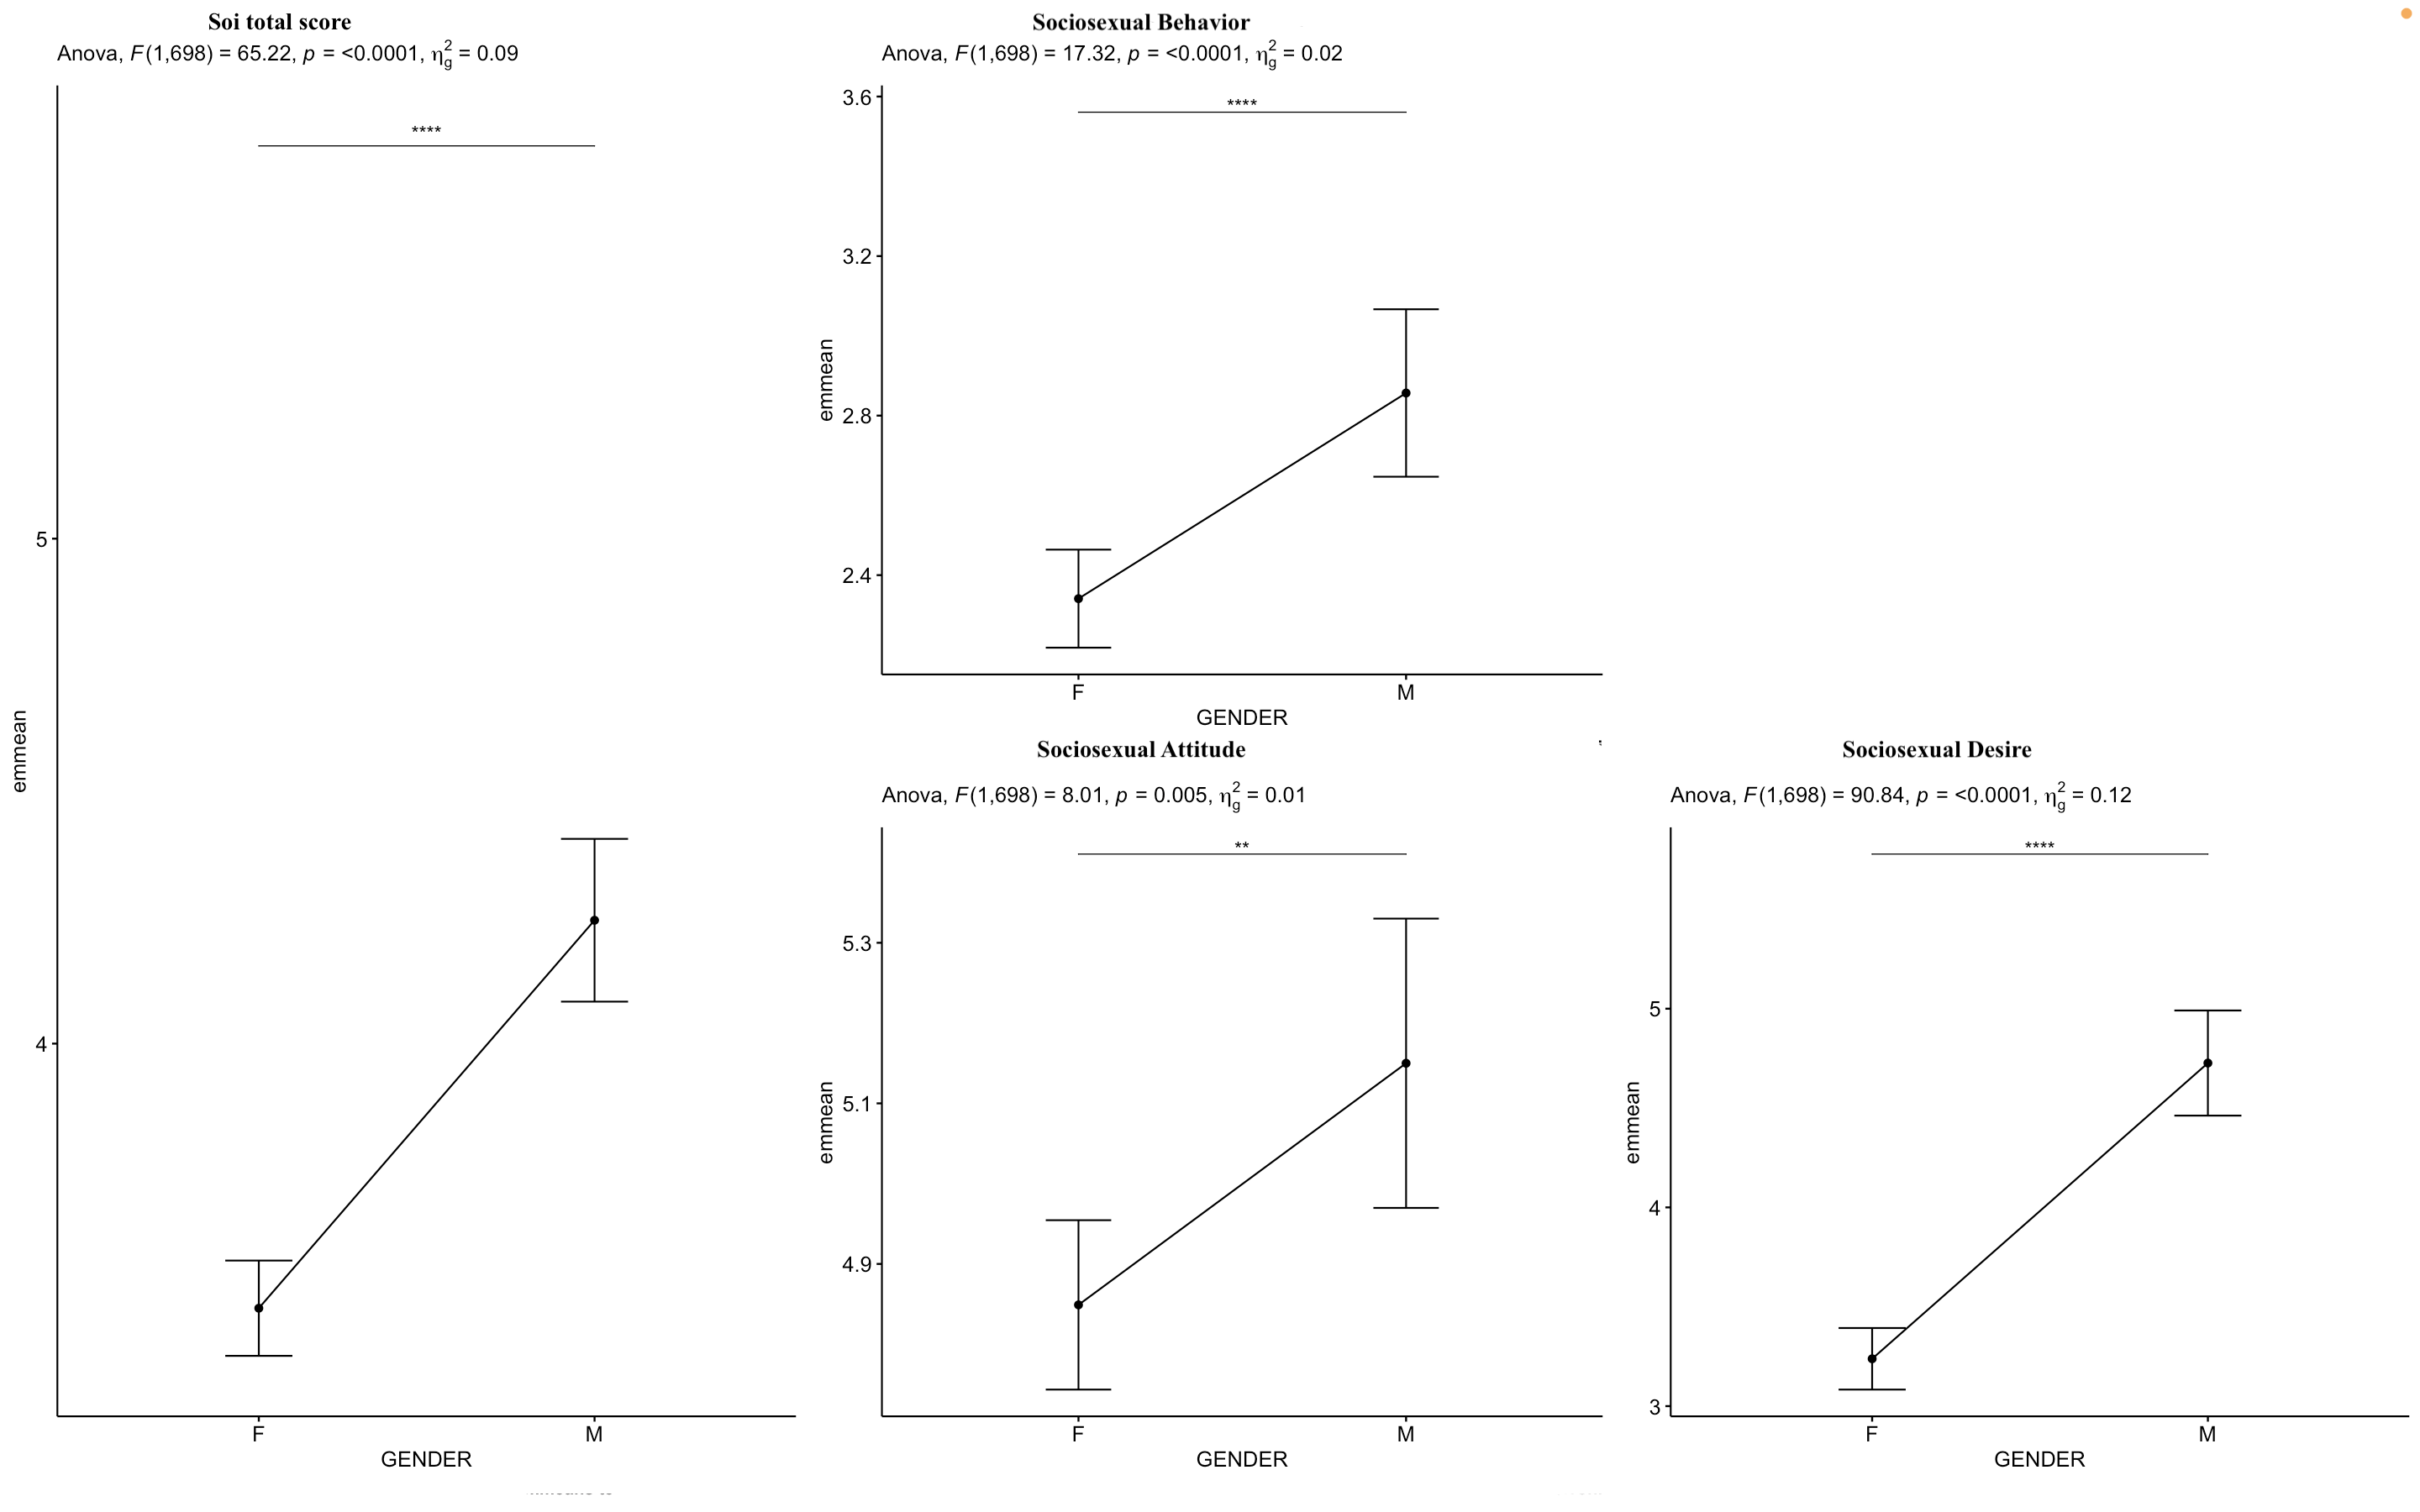 Soi total score
Anova, F(1,698) = 65.22, p = <0.0001, η²g = 0.09
****
5
4
emmean
F
M
GENDER
Sociosexual Behavior
Anova, F(1,698) = 17.32, p = <0.0001, η²g = 0.02
3.6
****
3.2
2.8
2.4
emmean
F
M
GENDER
Sociosexual Attitude
Anova, F(1,698) = 8.01, p = 0.005, η²g = 0.01
**
5.3
5.1
4.9
emmean
F
M
GENDER
Sociosexual Desire
Anova, F(1,698) = 90.84, p = <0.0001, η²g = 0.12
****
5
4
3
emmean
F
M
GENDER